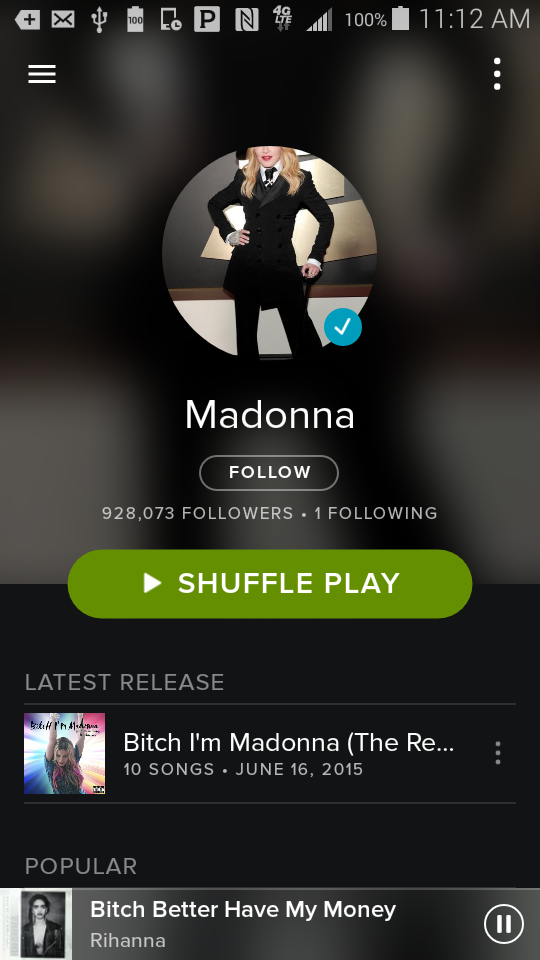 100
P
N
4G
LTE
100%
11:12 AM
Madonna
FOLLOW
928,073 FOLLOWERS • 1 FOLLOWING
SHUFFLE PLAY
LATEST RELEASE
BitcH I'm Madonna
Bitch I'm Madonna (The Re...
10 SONGS • JUNE 16, 2015
POPULAR
Bitch Better Have My Money
Rihanna